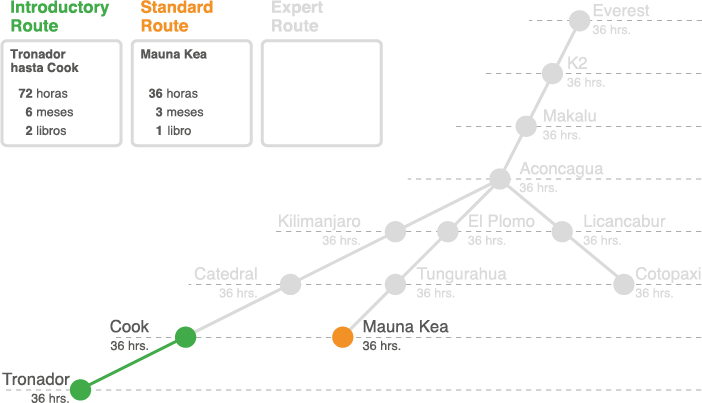 Introductory
Route
Standard
Route
Expert
Route
Tronador
hasta Cook
72 horas
6 meses
2 libros
Mauna Kea
36 horas
3 meses
1 libro
Everest
36 hrs.
K2
36 hrs.
Makalu
36 hrs.
Aconcagua
36 hrs.
Kilimanjaro
36 hrs.
El Plomo
36 hrs.
Licancabur
36 hrs.
Catedral
36 hrs.
Tungurahua
36 hrs.
Cotopaxi
36 hrs.
Cook
36 hrs.
Mauna Kea
36 hrs.
Tronador
36 hrs.